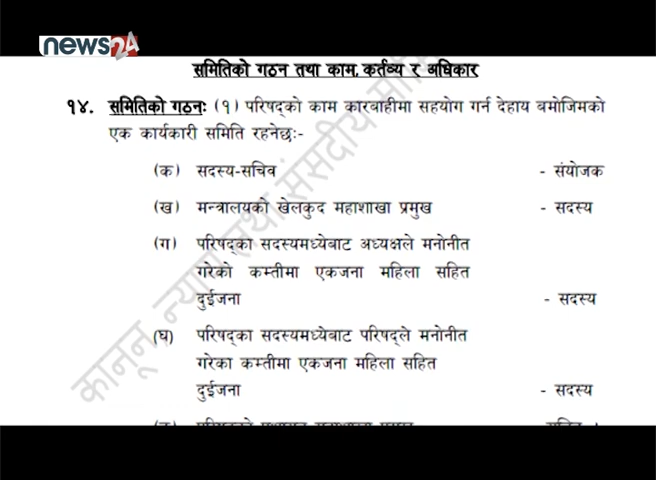 news24
समितिको गठन तथा काम, कर्तव्य र अधिकार
१४. समितिको गठनः (१) परिषद्को काम कारबाहीमा सहयोग गर्न देहाय बमोजिमको
एक कार्यकारी समिति रहनेछः-
(क) सदस्य-सचिव - संयोजक
(ख) मन्त्रालयको खेलकुद महाशाखा प्रमुख - सदस्य
(ग) परिषद्का सदस्यमध्येबाट अध्यक्षले मनोनीत
गरेको कम्तीमा एकजना महिला सहित
दुईजना - सदस्य
(घ) परिषद्का सदस्यमध्येबाट परिषद्ले मनोनीत
गरेका कम्तीमा एकजना महिला सहित
दुईजना - सदस्य
कानून, न्याय तथा संसदीय